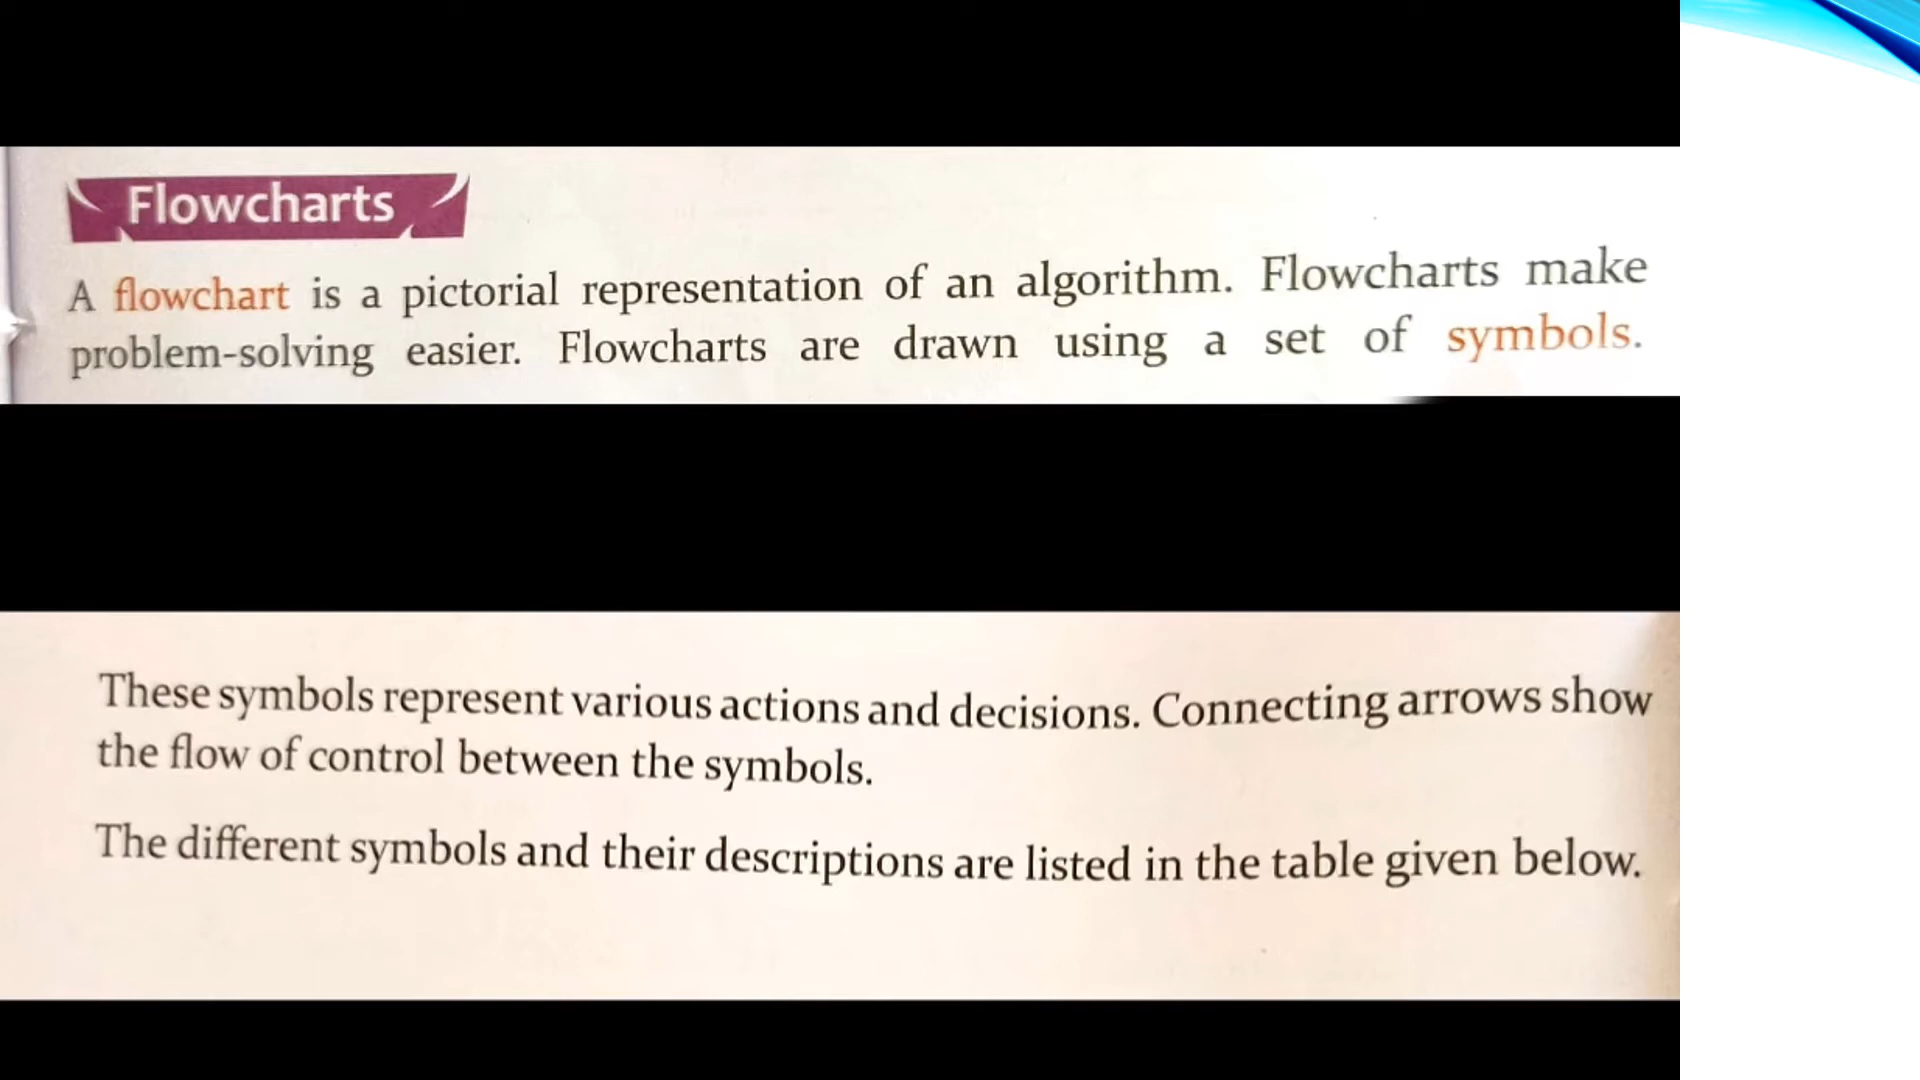 Flowcharts
A flowchart is a pictorial representation of an algorithm. Flowcharts make
problem-solving easier. Flowcharts are drawn using a set of symbols.
These symbols represent various actions and decisions. Connecting arrows show
the flow of control between the symbols.
The different symbols and their descriptions are listed in the table given below.